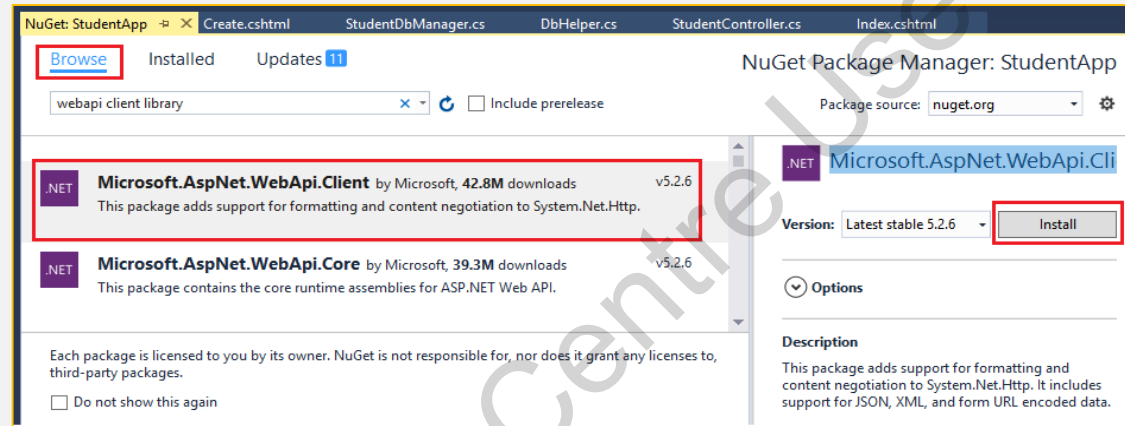 NuGet: StudentApp
Create.cshtml
StudentDbManager.cs
DbHelper.cs
StudentController.cs
Index.cshtml
Browse
Installed
Updates 11
NuGet Package Manager: StudentApp
webapi client library
Include prerelease
Package source: nuget.org
.NET
Microsoft.AspNet.WebApi.Client by Microsoft, 42.8M downloads
v5.2.6
This package adds support for formatting and content negotiation to System.Net.Http.
.NET
Microsoft.AspNet.WebApi.Core by Microsoft, 39.3M downloads
v5.2.6
This package contains the core runtime assemblies for ASP.NET Web API.
Each package is licensed to you by its owner. NuGet is not responsible for, nor does it grant any licenses to,
third-party packages.
Do not show this again
.NET
Microsoft.AspNet.WebApi.Cli
Version: Latest stable 5.2.6
Install
Options
Description
This package adds support for formatting and
content negotiation to System.Net.Http. It includes
support for JSON, XML, and form URL encoded data.
Centre Use